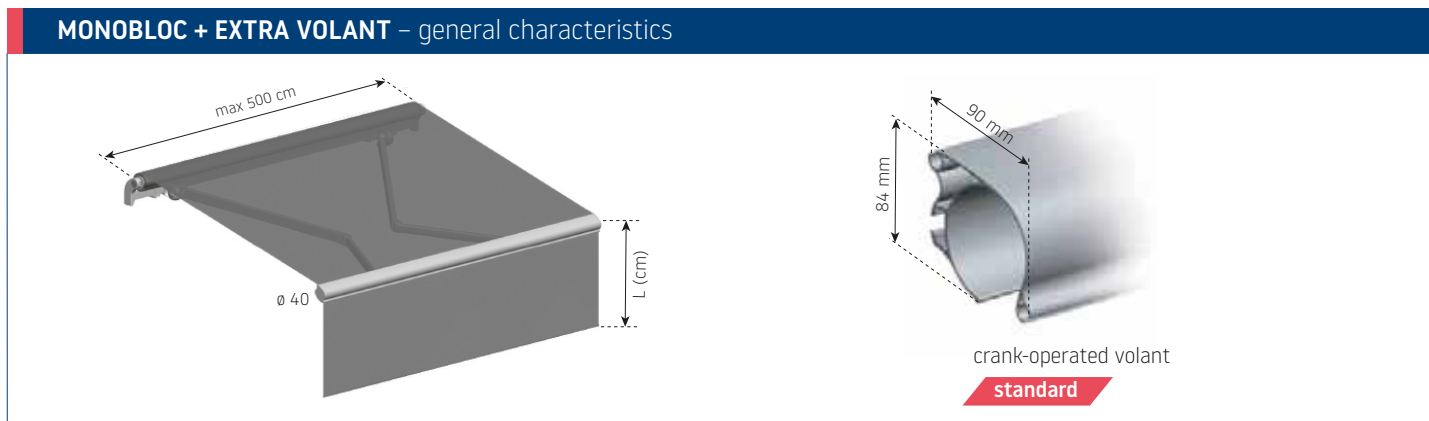 MONOBLOC + EXTRA VOLANT – general characteristics
max 500 cm
90 mm
84 mm
L (cm)
ø 40
crank-operated volant
standard